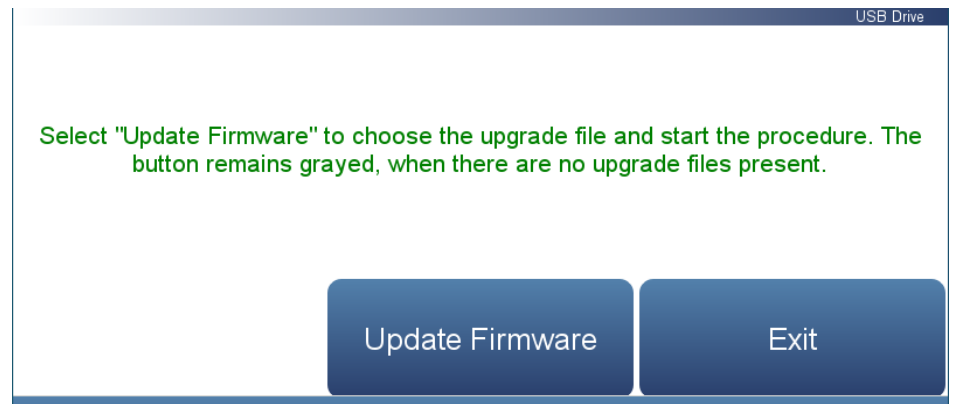 USB Drive
Select "Update Firmware" to choose the upgrade file and start the procedure. The
button remains grayed, when there are no upgrade files present.
Update Firmware
Exit